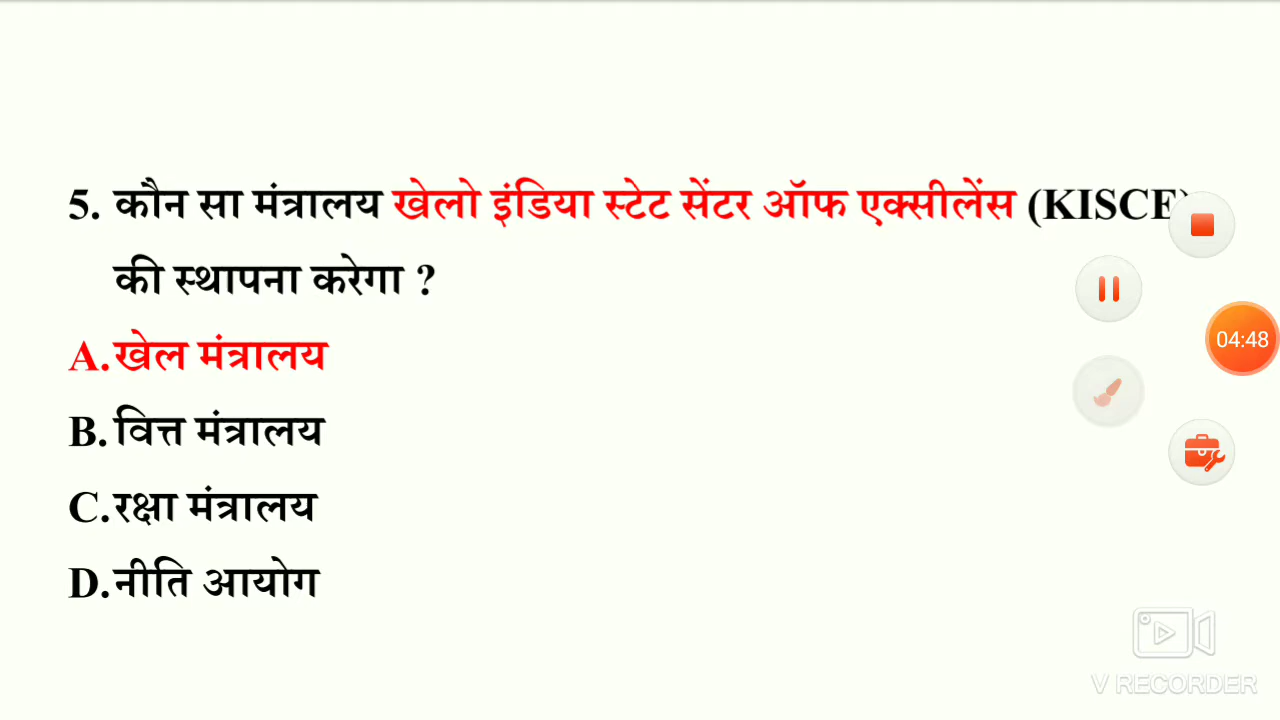 5. कौन सा मंत्रालय खेलो इंडिया स्टेट सेंटर ऑफ एक्सीलेंस (KISCE)
की स्थापना करेगा ?
A.खेल मंत्रालय
B.वित्त मंत्रालय
C.रक्षा मंत्रालय
D.नीति आयोग
04:48
V RECORDER